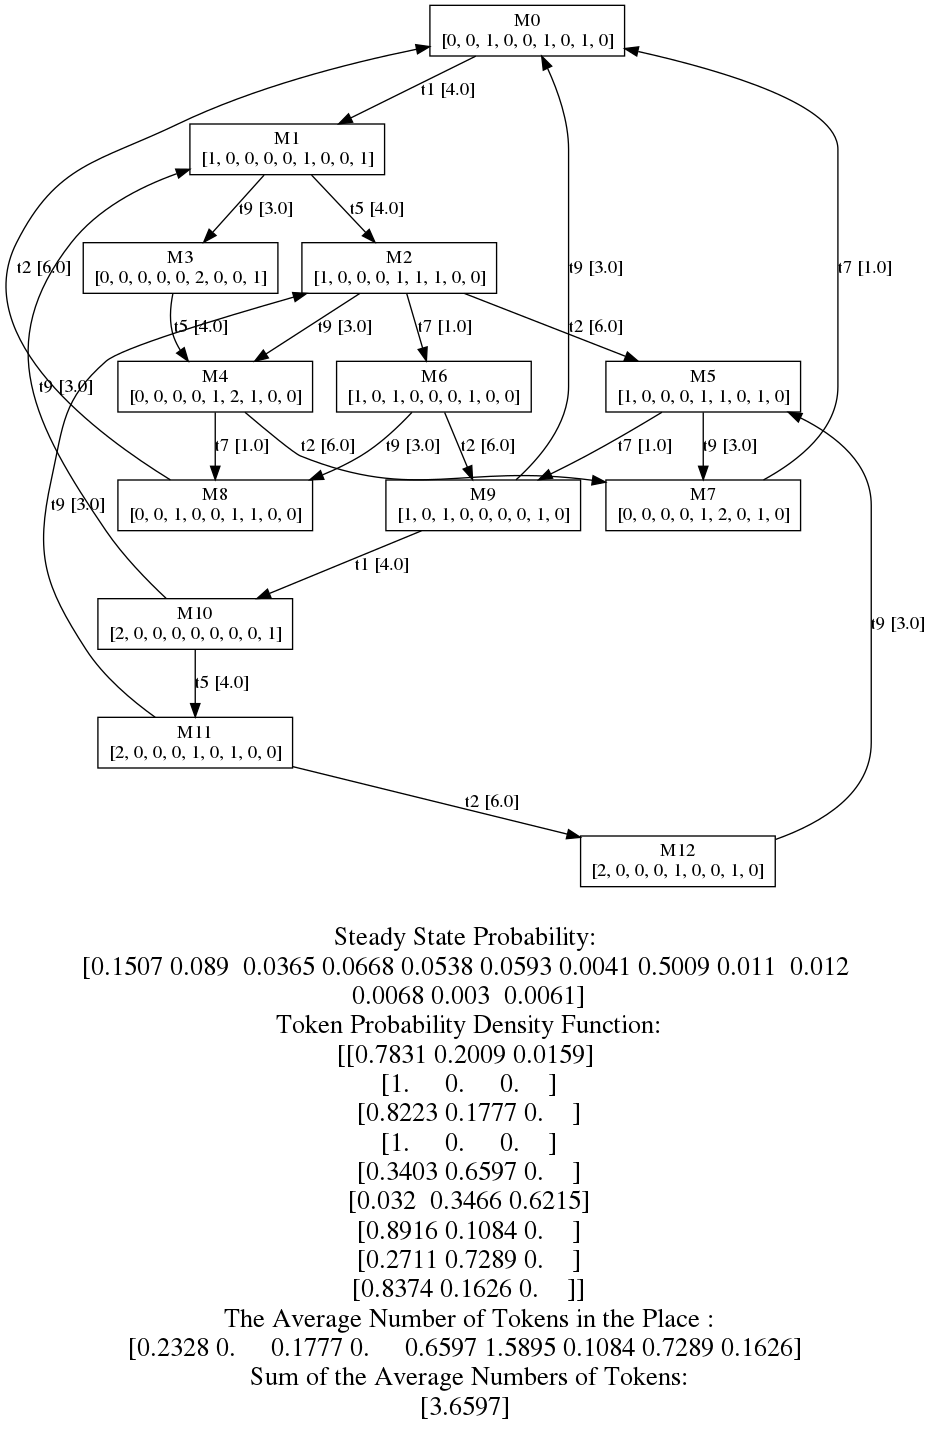 M0
[0, 0, 1, 0, 0, 1, 0, 1, 0]
t1 [4.0]
M1
[1, 0, 0, 0, 0, 1, 0, 0, 1]
t9 [3.0]
t5 [4.0]
M3
[0, 0, 0, 0, 0, 2, 0, 0, 1]
M2
[1, 0, 0, 0, 1, 1, 1, 0, 0]
t2 [6.0]
t9 [3.0]
t7 [1.0]
t5 [4.0]
t9 [3.0]
t7 [1.0]
t2 [6.0]
M4
[0, 0, 0, 0, 1, 2, 1, 0, 0]
M6
[1, 0, 1, 0, 0, 0, 1, 0, 0]
M5
[1, 0, 0, 0, 1, 1, 0, 1, 0]
t9 [3.0]
t7 [1.0]
t2 [6.0]
t9 [3.0]
t2 [6.0]
t7 [1.0]
t9 [3.0]
M8
[0, 0, 1, 0, 0, 1, 1, 0, 0]
M9
[1, 0, 1, 0, 0, 0, 0, 1, 0]
M7
[0, 0, 0, 0, 1, 2, 0, 1, 0]
t9 [3.0]
t1 [4.0]
M10
[2, 0, 0, 0, 0, 0, 0, 0, 1]
t9 [3.0]
t5 [4.0]
M11
[2, 0, 0, 0, 1, 0, 1, 0, 0]
t2 [6.0]
M12
[2, 0, 0, 0, 1, 0, 0, 1, 0]
Steady State Probability:
[0.1507 0.089  0.0365 0.0668 0.0538 0.0593 0.0041 0.5009 0.011  0.012
0.0068 0.003  0.0061]
Token Probability Density Function:
[[0.7831 0.2009 0.0159]
[1.     0.     0.    ]
[0.8223 0.1777 0.    ]
[1.     0.     0.    ]
[0.3403 0.6597 0.    ]
[0.032  0.3466 0.6215]
[0.8916 0.1084 0.    ]
[0.2711 0.7289 0.    ]
[0.8374 0.1626 0.    ]]
The Average Number of Tokens in the Place :
[0.2328 0.     0.1777 0.     0.6597 1.5895 0.1084 0.7289 0.1626]
Sum of the Average Numbers of Tokens:
[3.6597]